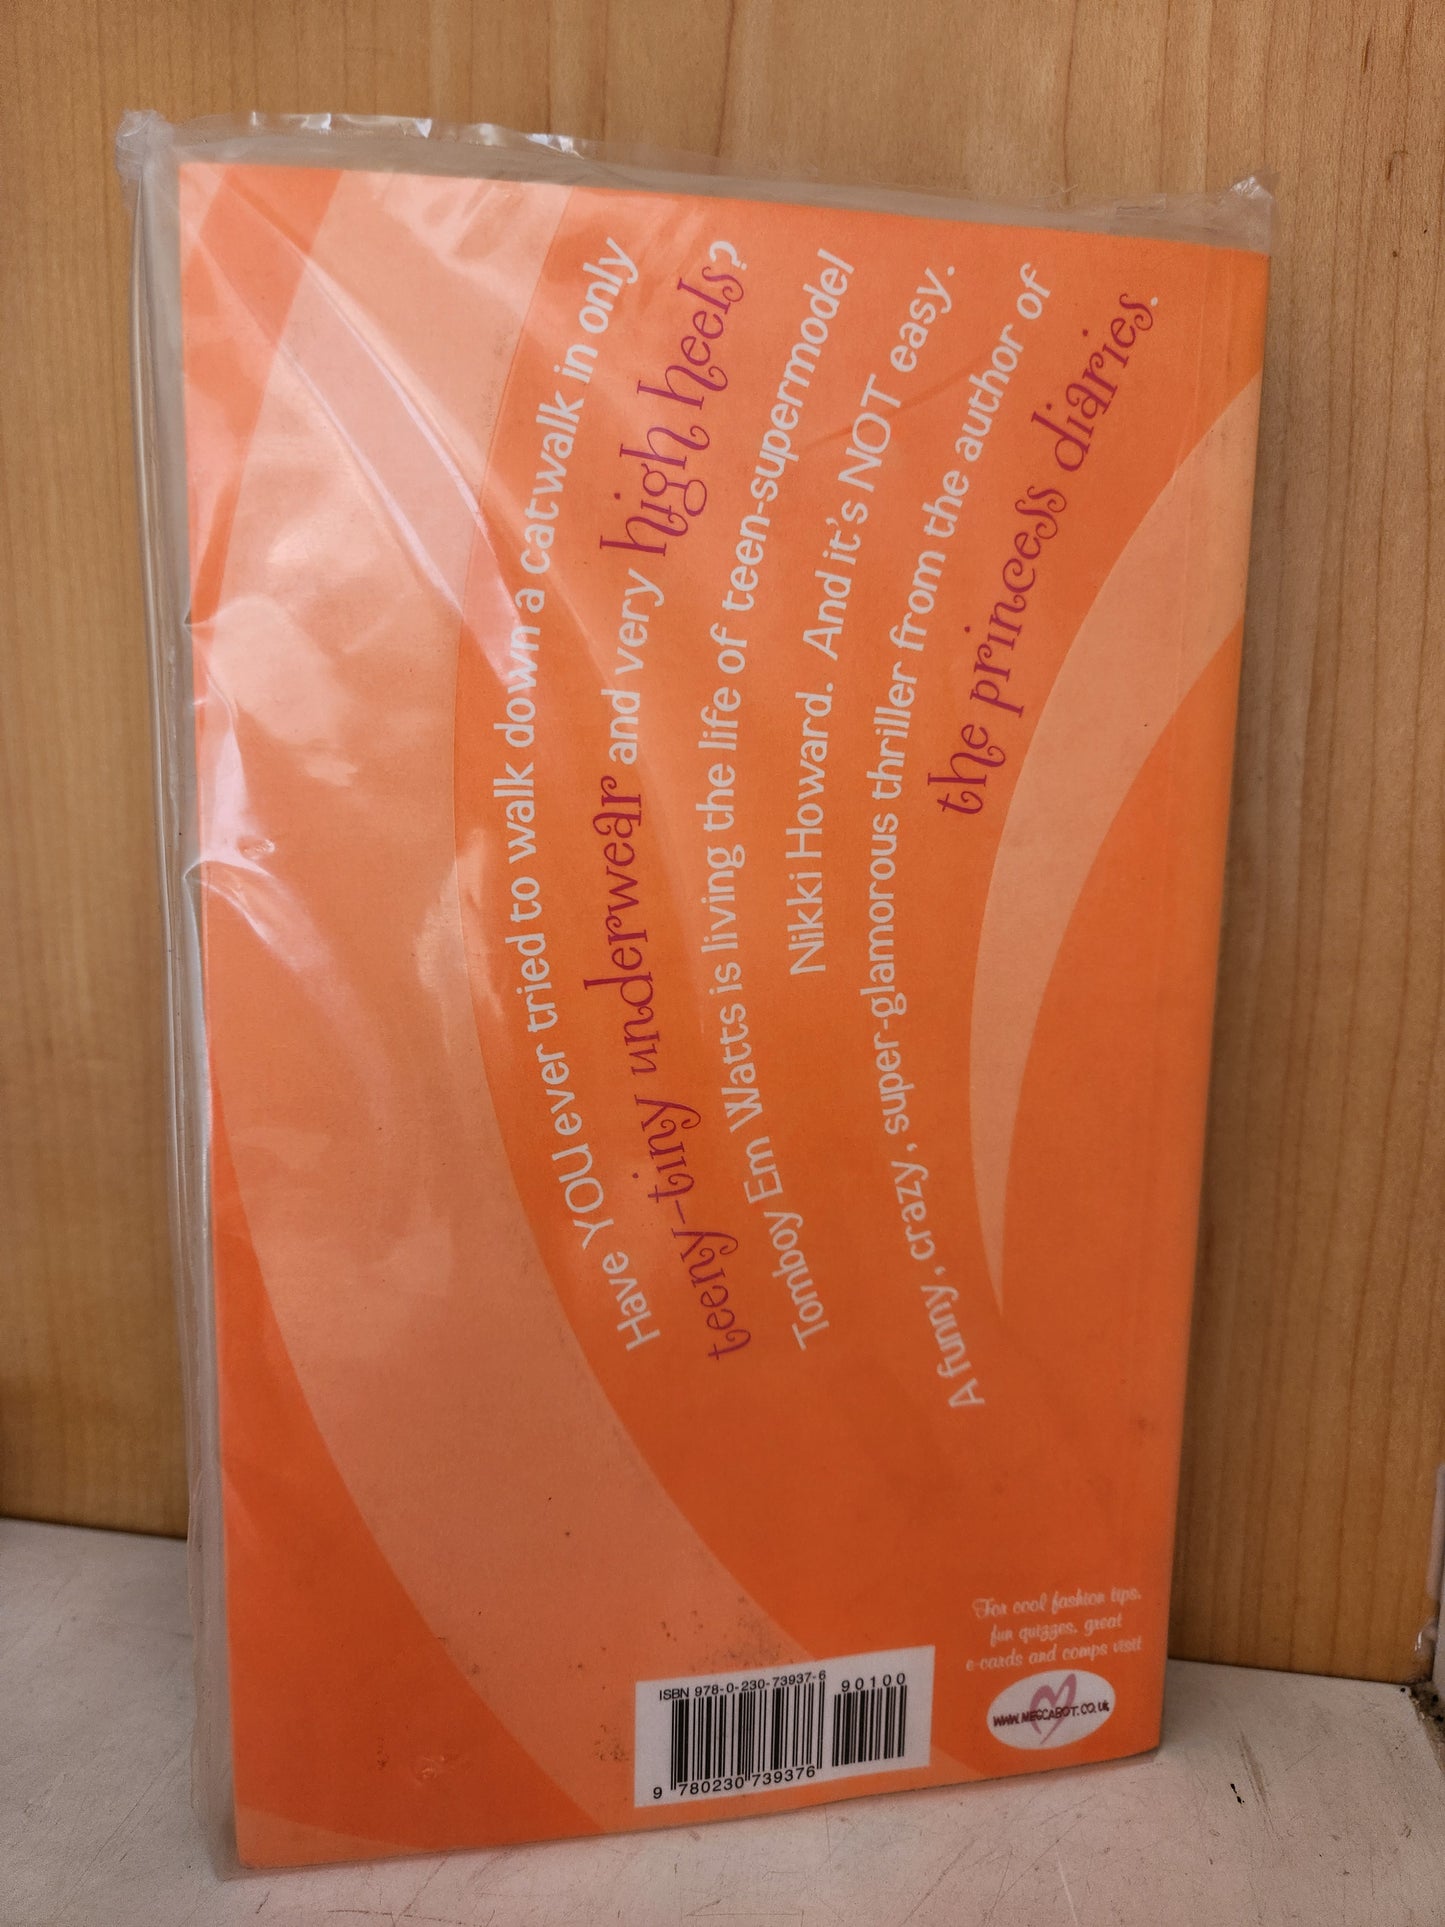 Have YOU ever tried to walk down a catwalk in only
teeny-tiny underwear and very high heels?
Tomboy Em Watts is living the life of teen-supermodel
Nikki Howard. And it's NOT easy.
A funny, crazy, super-glamorous thriller from the author of
the princess diaries.
For cool fashion tips,
fun quizzes, great
e-cards and comps visit
WWW.MEGCABOT.CO.UK
ISBN 978-0-230-73937-6
90100
9 780230 739376